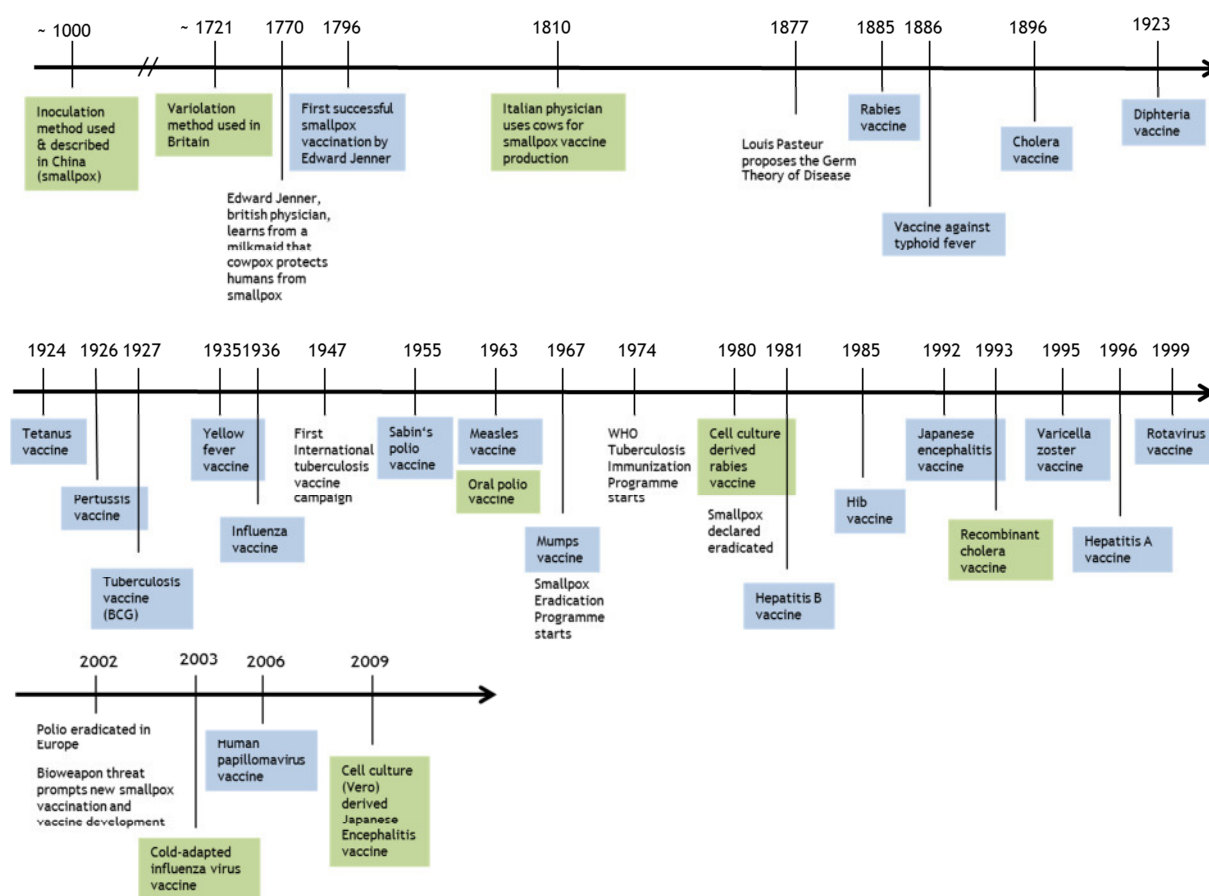 ~ 1000
~ 1721
1770
1796
1810
1877
1885
1886
1896
1923
Inoculation
method used
& described
in China
(smallpox)
Variolation
method used in
Britain
First successful
smallpox
vaccination by
Edward Jenner
Edward Jenner,
british physician,
learns from a
milkmaid that
cowpox protects
humans from
smallpox
Italian physician
uses cows for
smallpox vaccine
production
Louis Pasteur
proposes the Germ
Theory of Disease
Rabies
vaccine
Vaccine against
typhoid fever
Cholera
vaccine
Diphteria
vaccine
1924
1926
1927
1935
1936
1947
1955
1963
1967
1974
1980
1981
1985
1992
1993
1995
1996
1999
Tetanus
vaccine
Pertussis
vaccine
Tuberculosis
vaccine
(BCG)
Yellow
fever
vaccine
Influenza
vaccine
First
International
tuberculosis
vaccine
campaign
Sabin's
polio
vaccine
Measles
vaccine
Oral polio
vaccine
Mumps
vaccine
Smallpox
Eradication
Programme
starts
WHO
Tuberculosis
Immunization
Programme
starts
Cell culture
derived
rabies
vaccine
Smallpox
declared
eradicated
Hepatitis B
vaccine
Hib
vaccine
Japanese
encephalitis
vaccine
Recombinant
cholera
vaccine
Varicella
zoster
vaccine
Hepatitis A
vaccine
Rotavirus
vaccine
2002
2003
2006
2009
Polio eradicated in
Europe
Bioweapon threat
prompts new smallpox
vaccination and
vaccine development
Cold-adapted
influenza virus
vaccine
Human
papillomavirus
vaccine
Cell culture
(Vero)
derived
Japanese
Encephalitis
vaccine